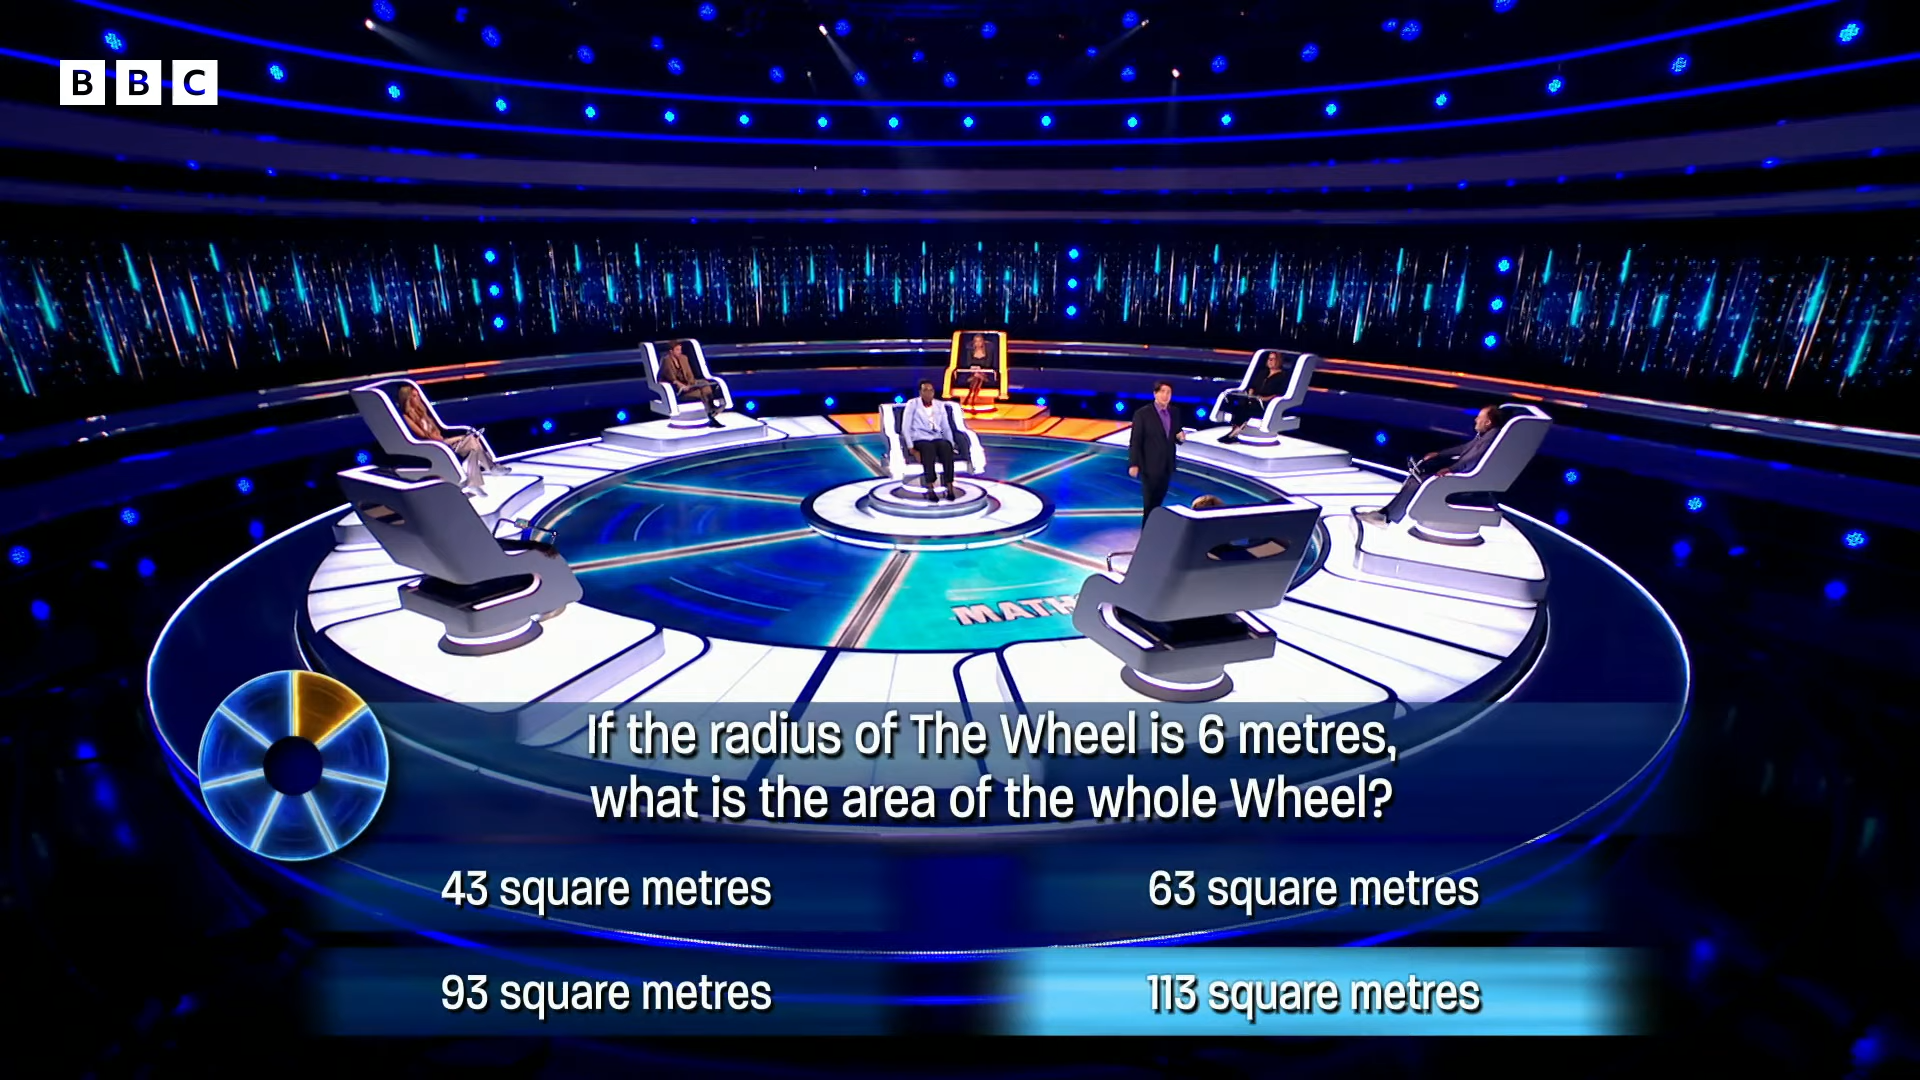 BBC
MATH
If the radius of The Wheel is 6 metres,
what is the area of the whole Wheel?
43 square metres
63 square metres
93 square metres
113 square metres